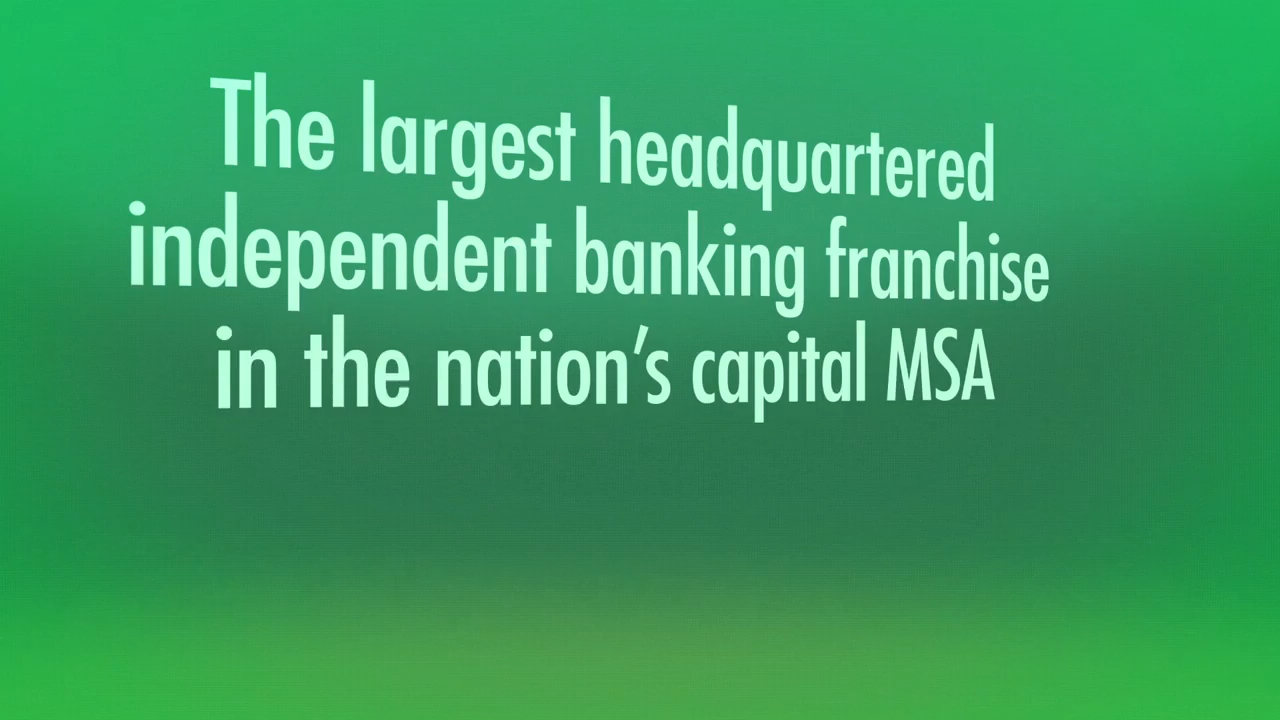 The largest headquartered
independent banking franchise
in the nation’s capital MSA